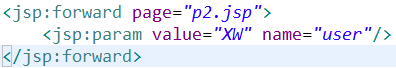 <jsp:forward page="p2.jsp">
    <jsp:param value="XW" name="user"/>
</jsp:forward>